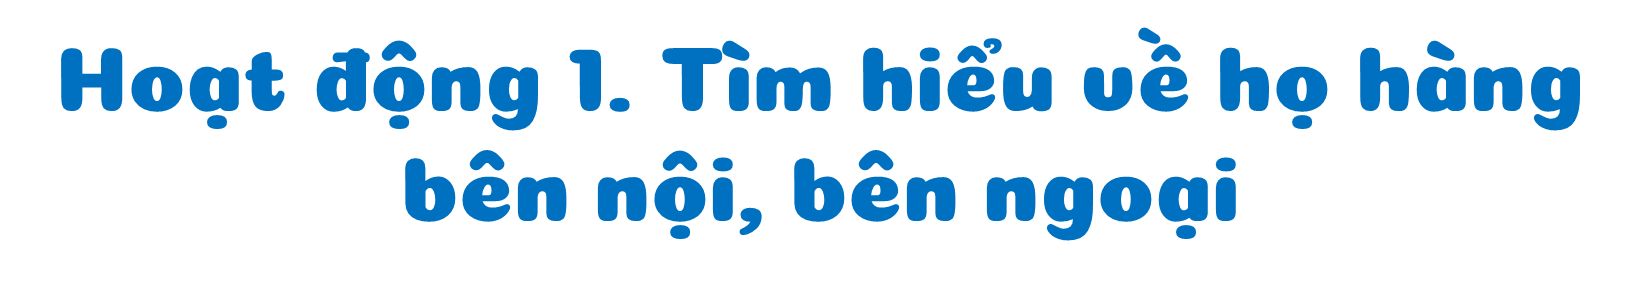 Hoạt động 1. Tìm hiểu về họ hàng
bên nội, bên ngoại